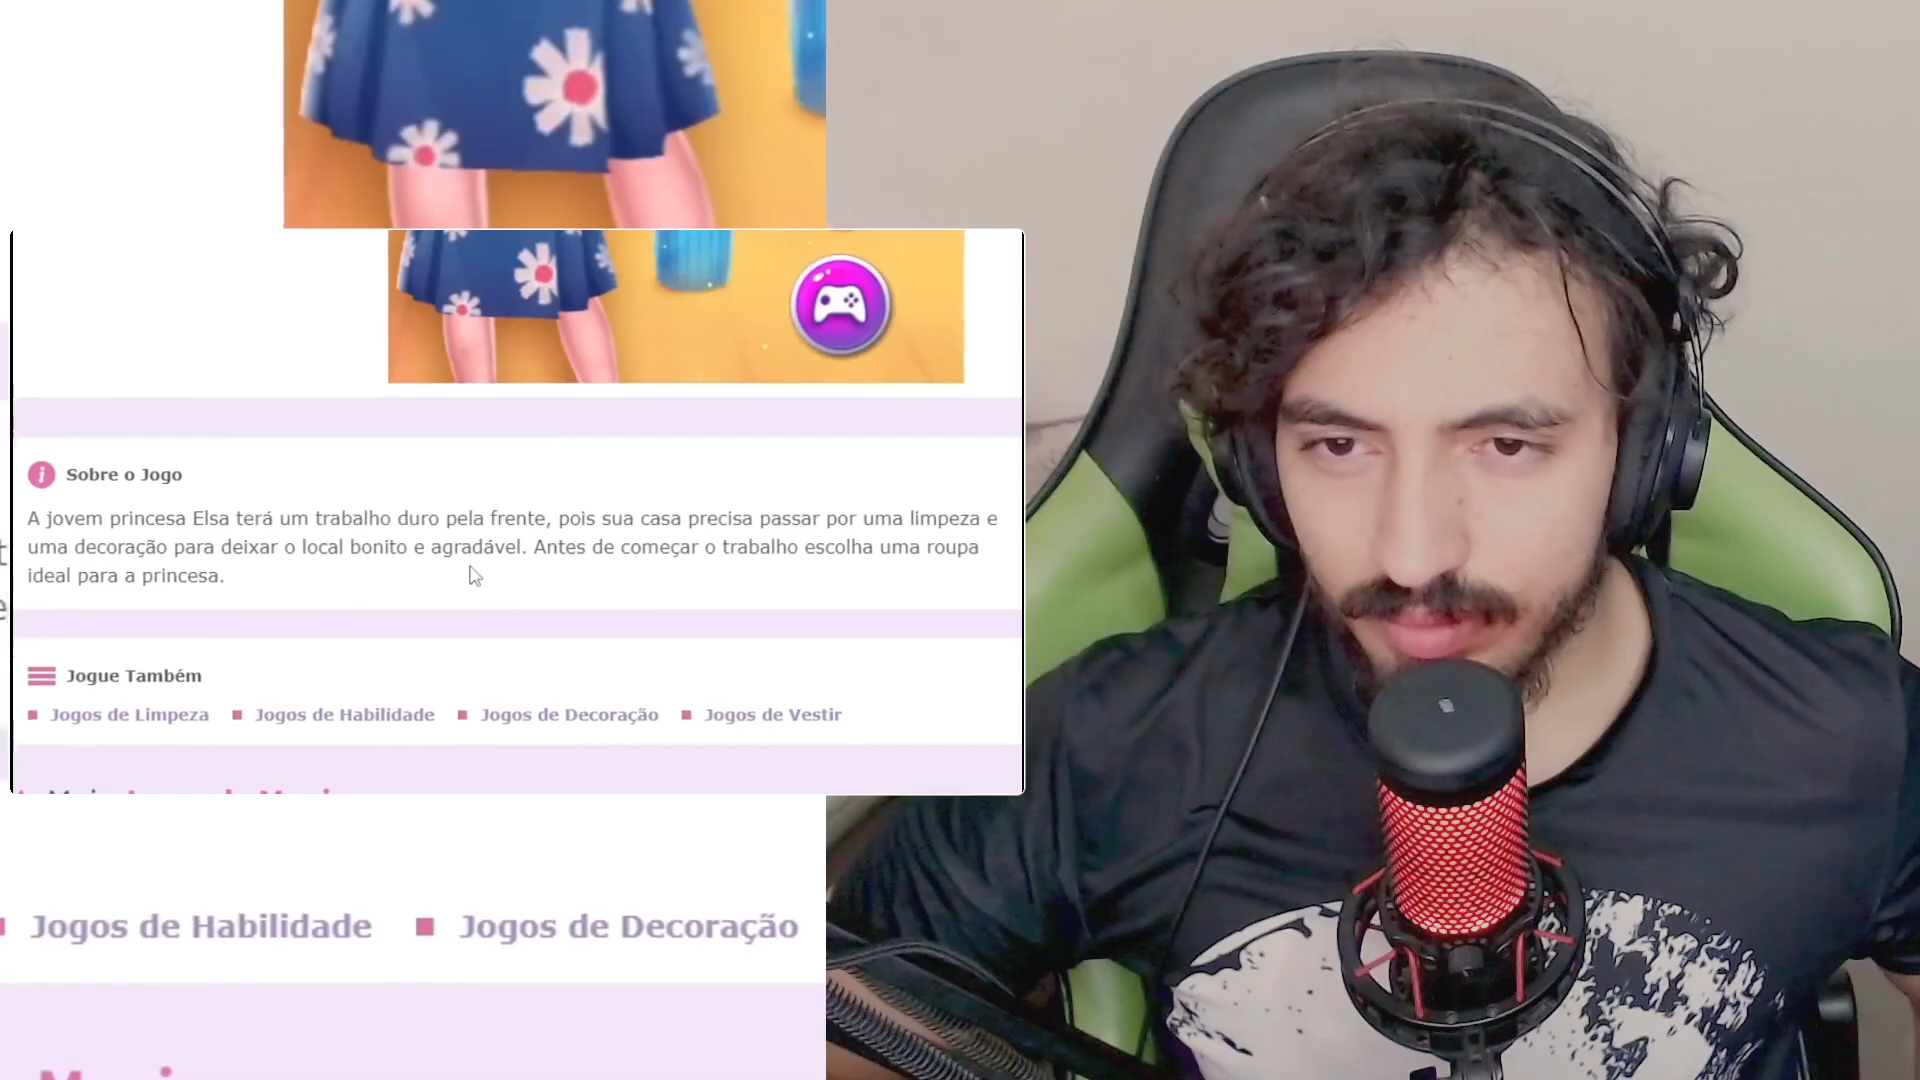 Sobre o Jogo
A jovem princesa Elsa terá um trabalho duro pela frente, pois sua casa precisa passar por uma limpeza e
uma decoração para deixar o local bonito e agradável. Antes de começar o trabalho escolha uma roupa
ideal para a princesa.
Jogue Também
Jogos de Limpeza
Jogos de Habilidade
Jogos de Decoração
Jogos de Vestir
Jogos de Habilidade
Jogos de Decoração